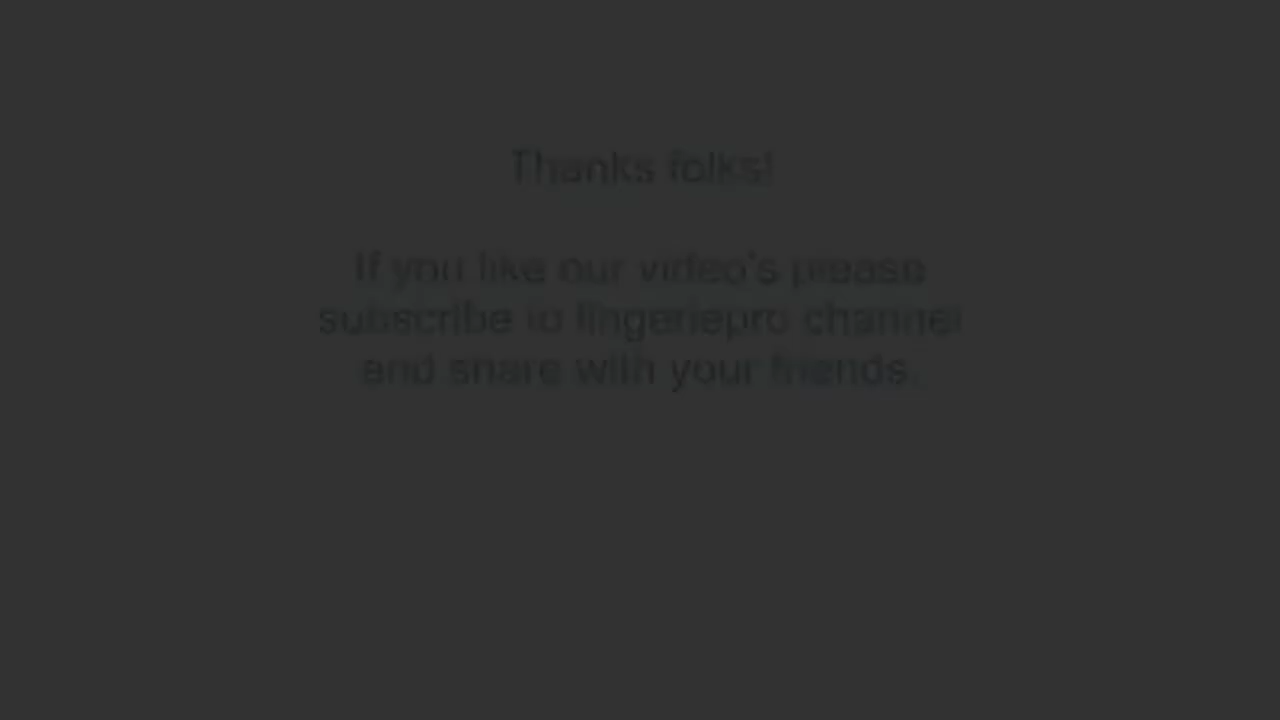 Thanks folks!
If you like our video's please
subscribe to lingeriepro channel
and share with your friends.